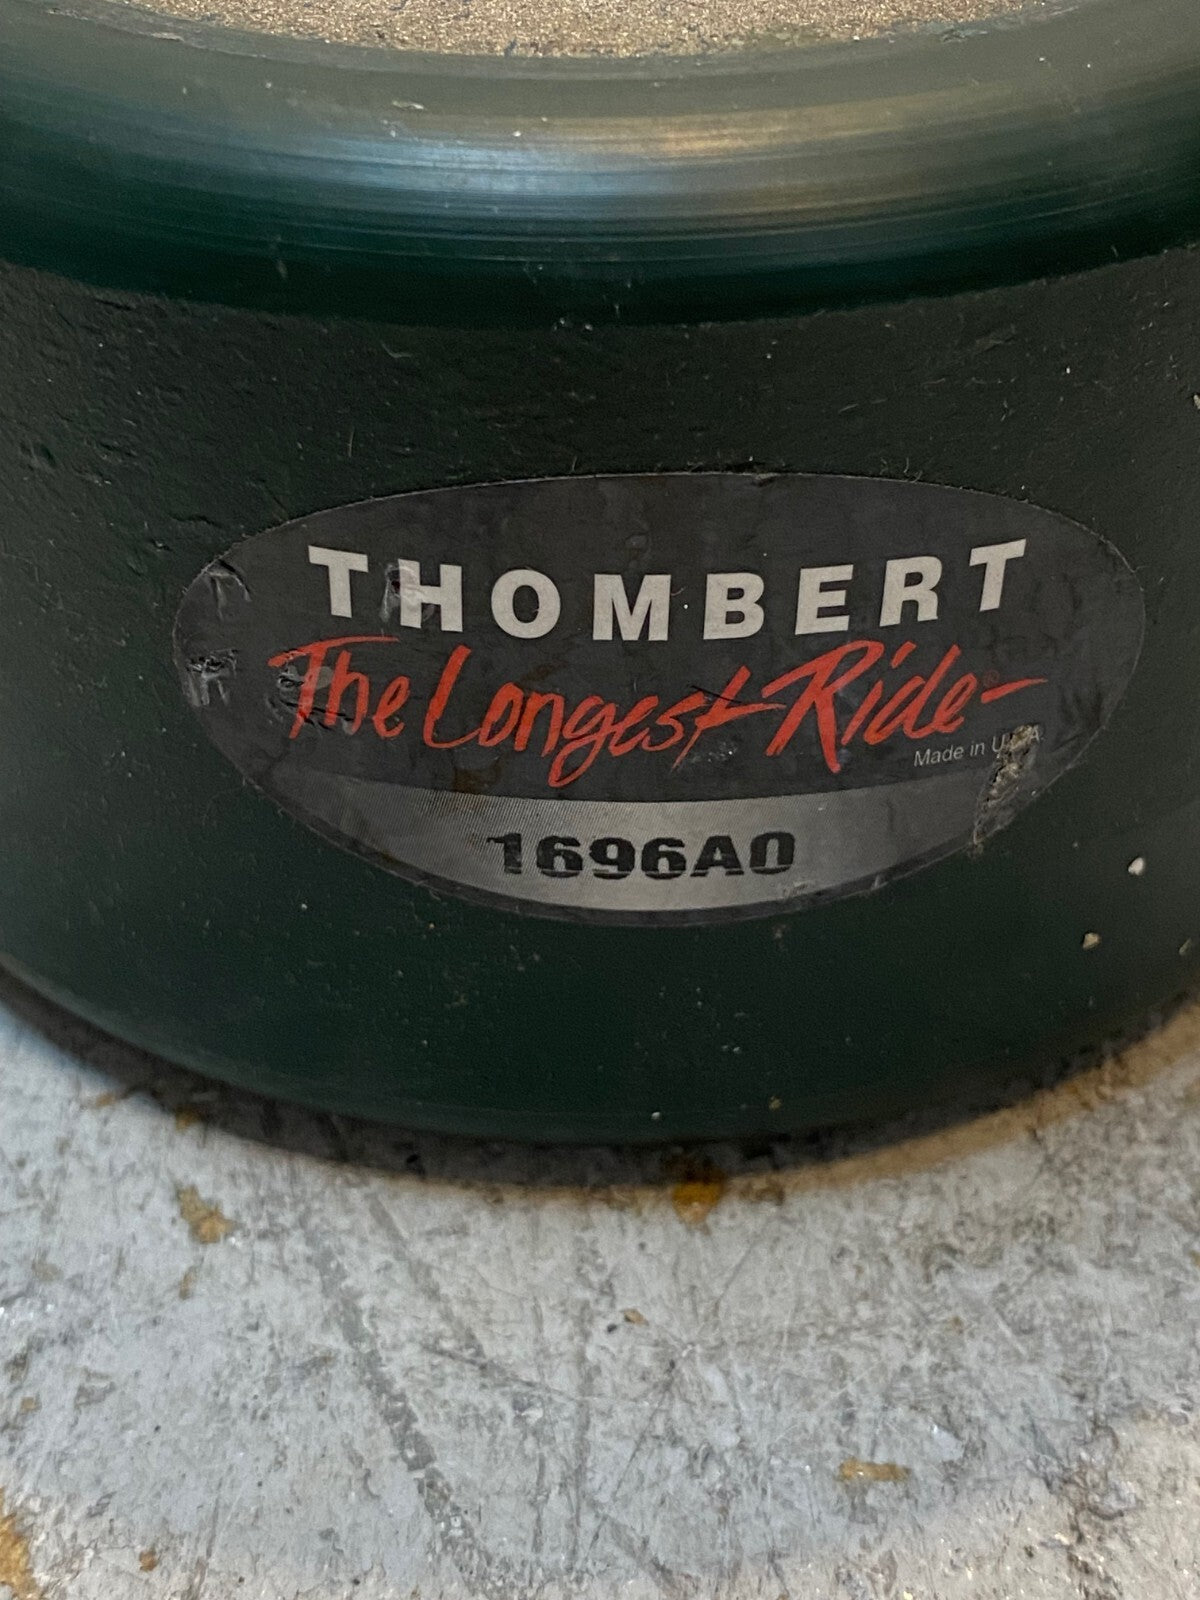 THOMBERT
The Longest Ride
Made in U.S.A.
1696A0